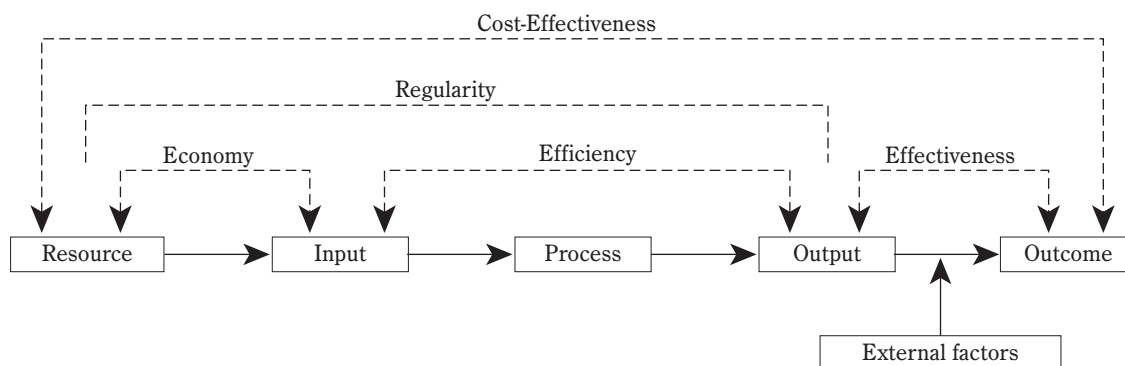 Cost-Effectiveness
Regularity
Economy
Efficiency
Effectiveness
Resource
Input
Process
Output
Outcome
External factors